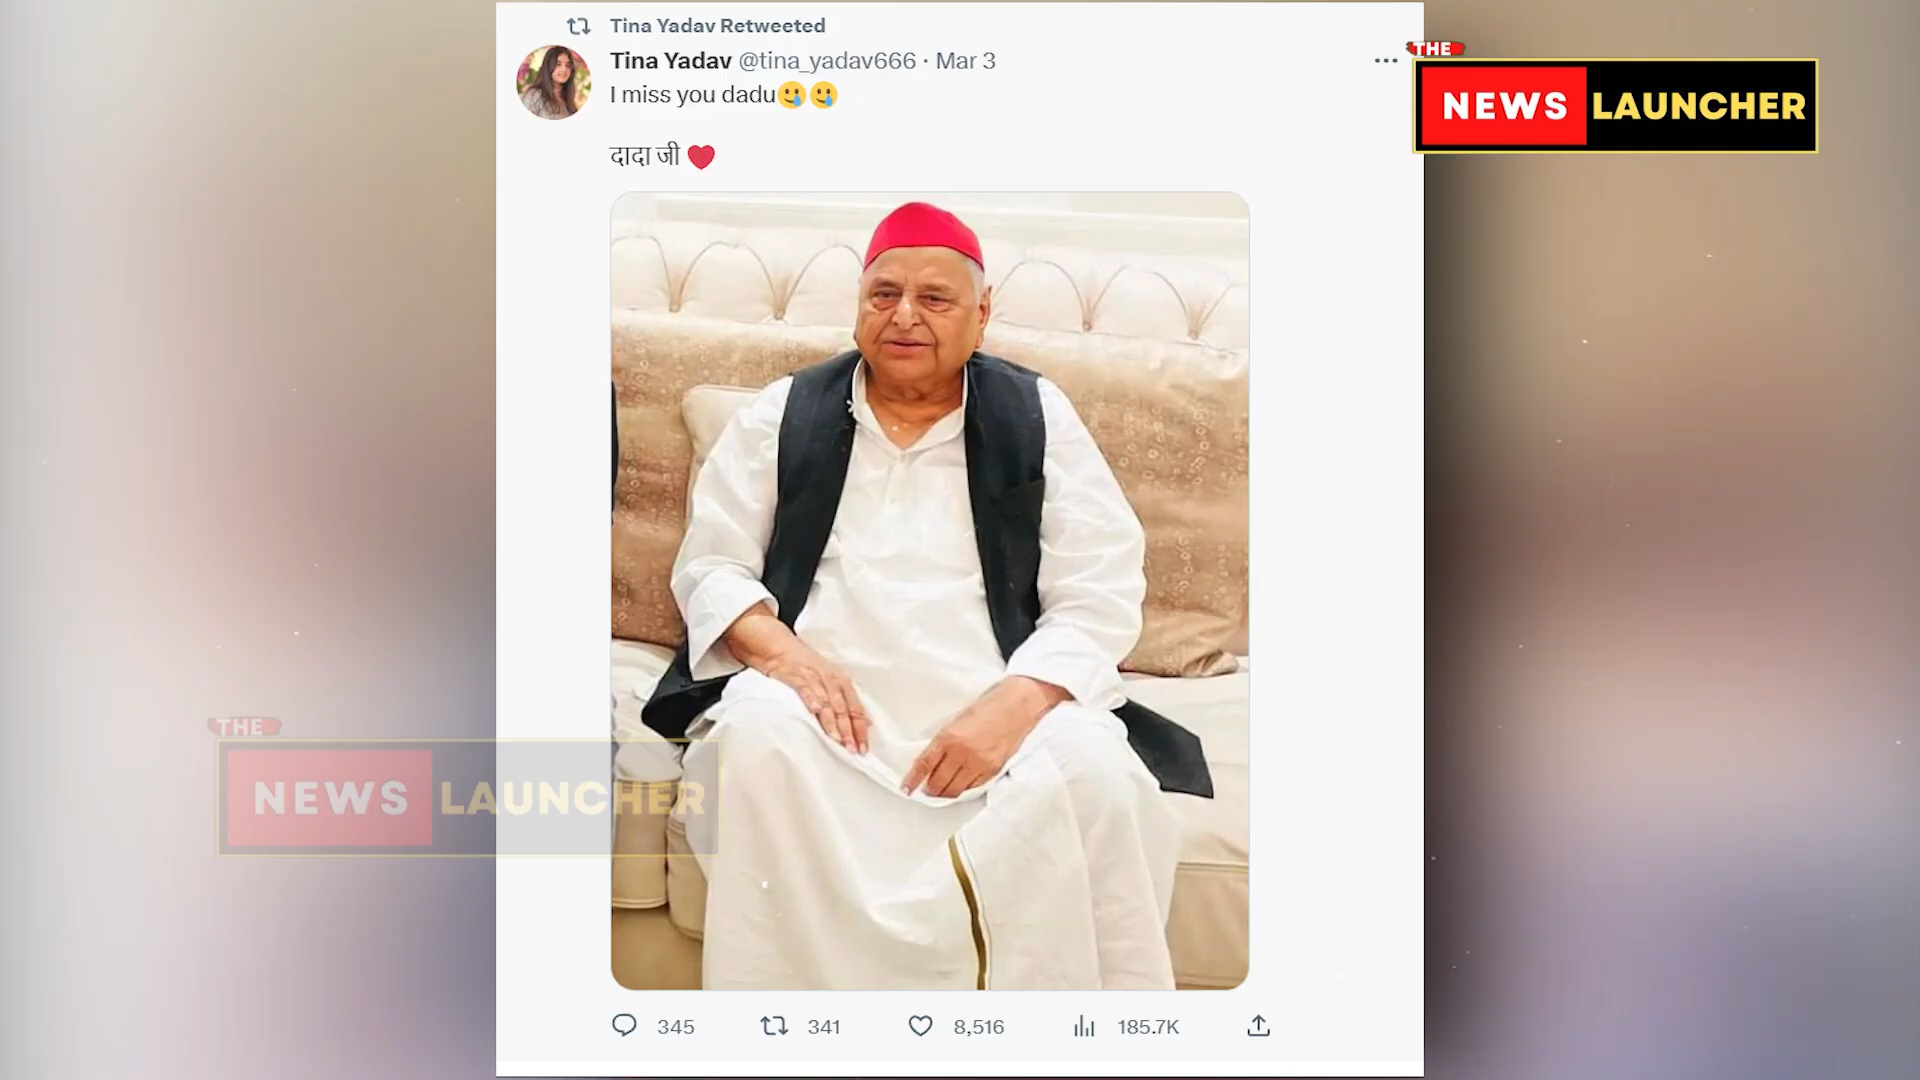 Tina Yadav Retweeted
Tina Yadav @tina_yadav666 · Mar 3
I miss you dadu🥲🥲
दादा जी ❤️
345 341 8,516 185.7K
THE
NEWS LAUNCHER
THE
NEWS LAUNCHER